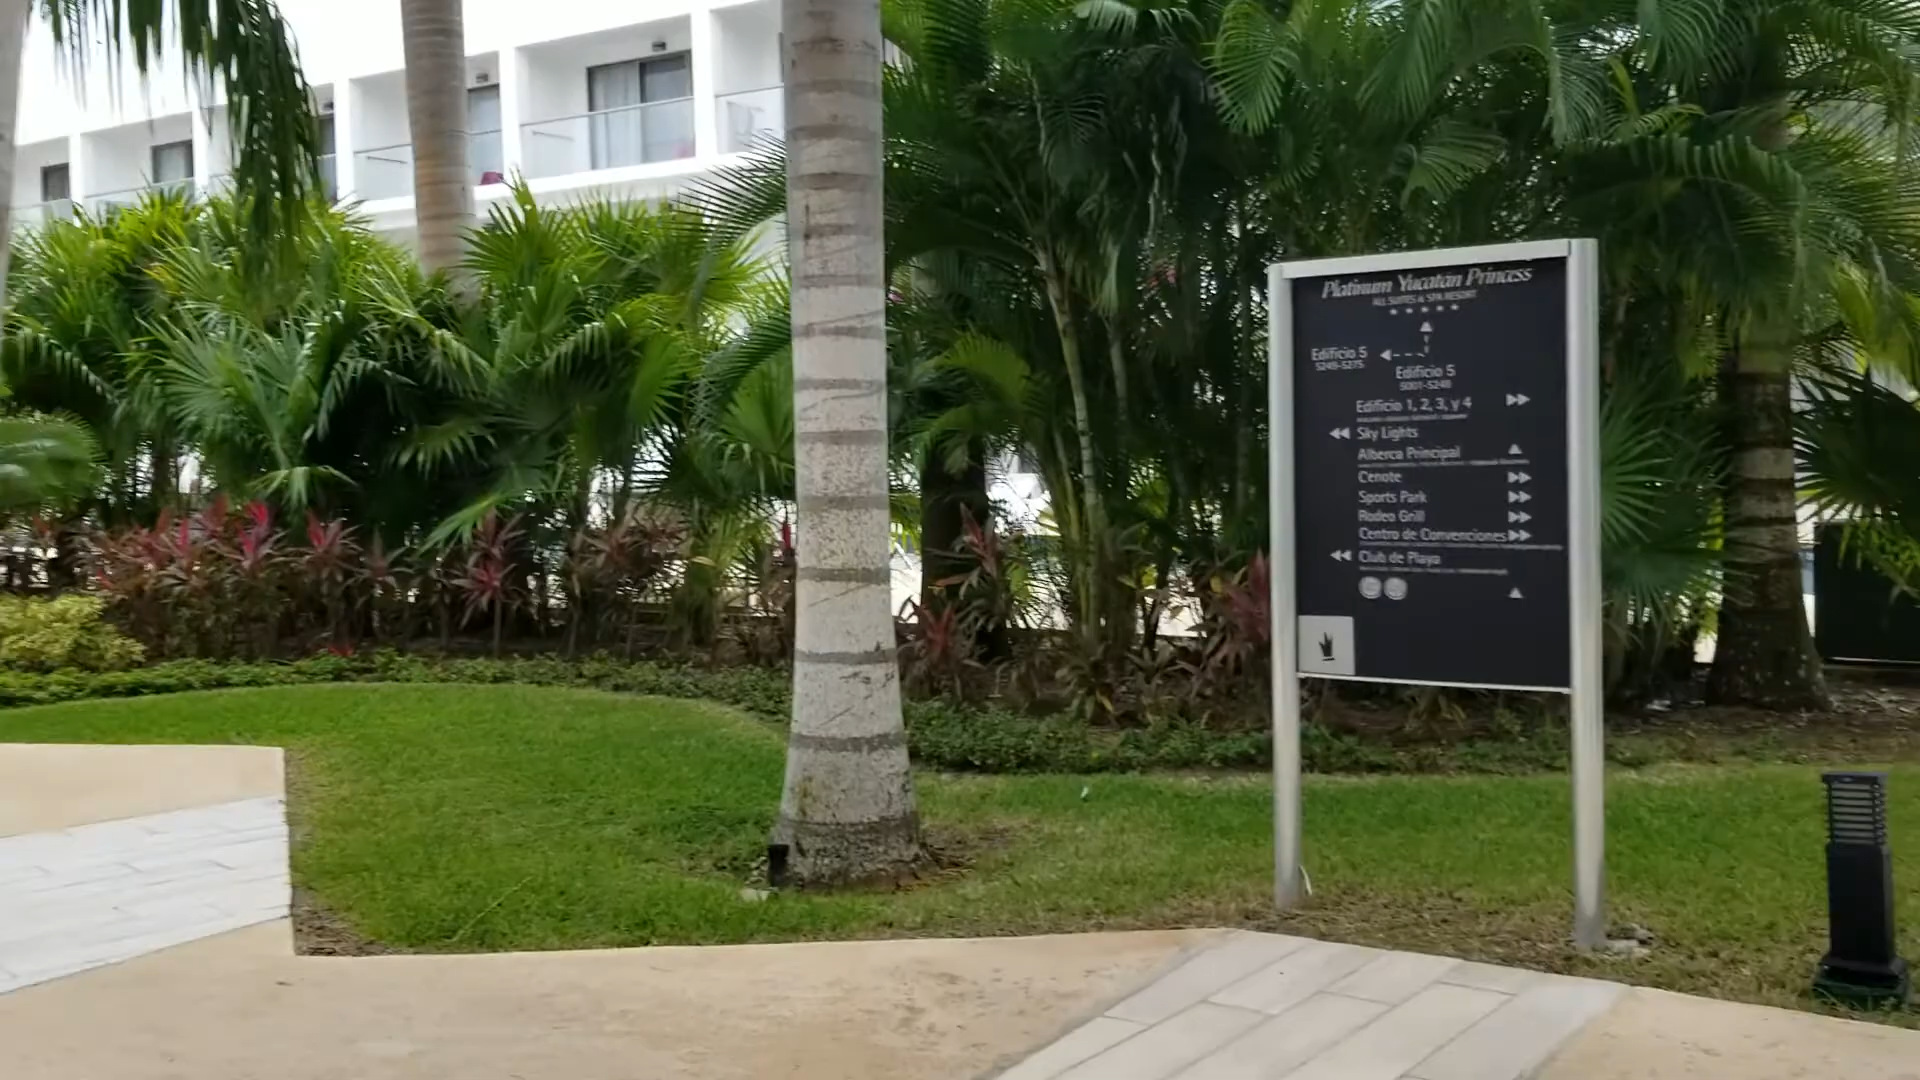 Platinum Yucatán Princess
ALL SUITES & SPA RESORT
Edificio 5
5249-5275
Edificio 5
5001-5248
Edificio 1, 2, 3, y 4
Sky Lights
Alberca Principal
Cenote
Sports Park
Rodeo Grill
Centro de Convenciones
Club de Playa